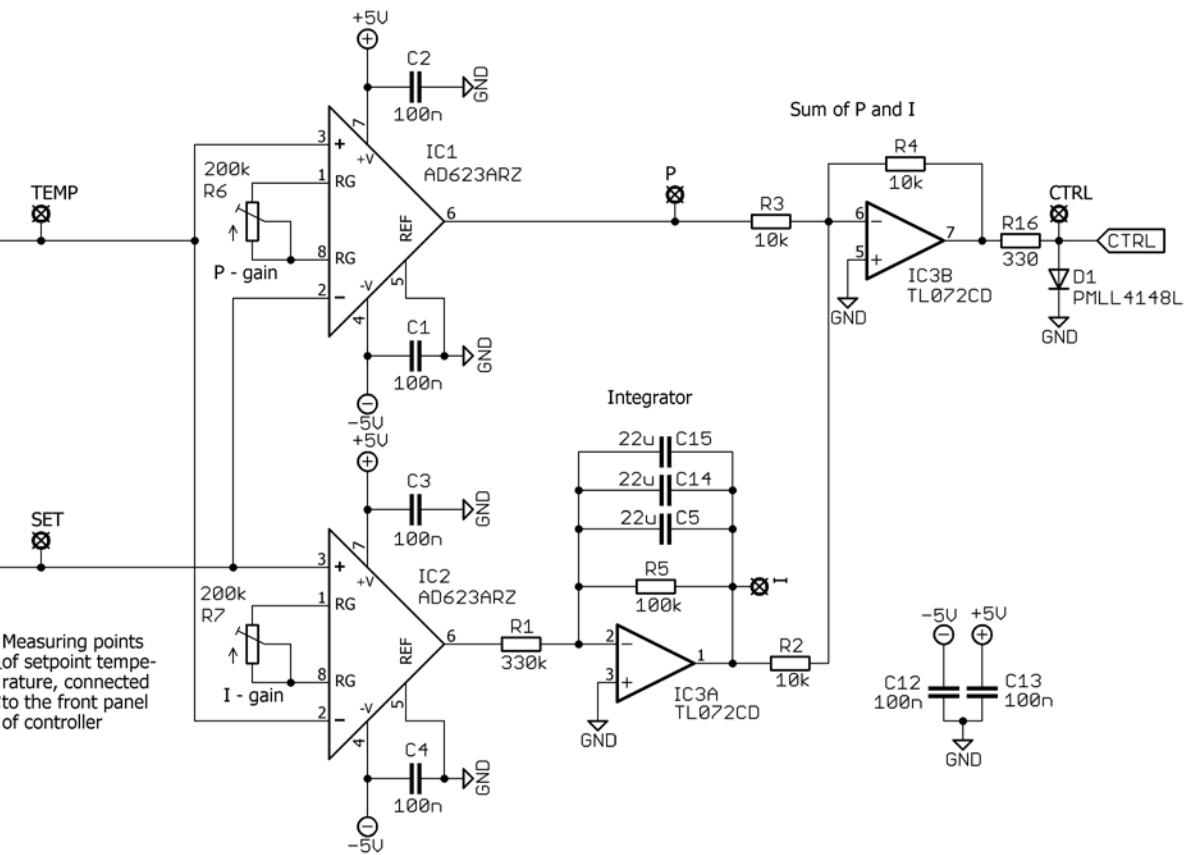 +5V
C2
GND
100n
Sum of P and I
7
R4
3
+
+V
IC1
AD623ARZ
10k
200k
R6
1
RG
TEMP
P
CTRL
R3
6
−
6
REF
7
R16
CTRL
10k
5
+
330
8
RG
P - gain
IC3B
TL072CD
D1
PMLL4148L
2
−
-V
5
GND
GND
4
C1
GND
100n
Integrator
-5V
+5V
22u
C15
C3
GND
22u
C14
100n
22u
C5
SET
7
3
+
+V
IC2
AD623ARZ
R5
I
200k
R7
1
RG
100k
-5V
+5V
Measuring points
of setpoint tempe-
rature, connected
to the front panel
of controller
6
R1
2
−
REF
330k
1
R2
8
RG
3
+
10k
C12
100n
C13
100n
I - gain
IC3A
TL072CD
2
−
-V
5
GND
GND
4
C4
GND
100n
-5V